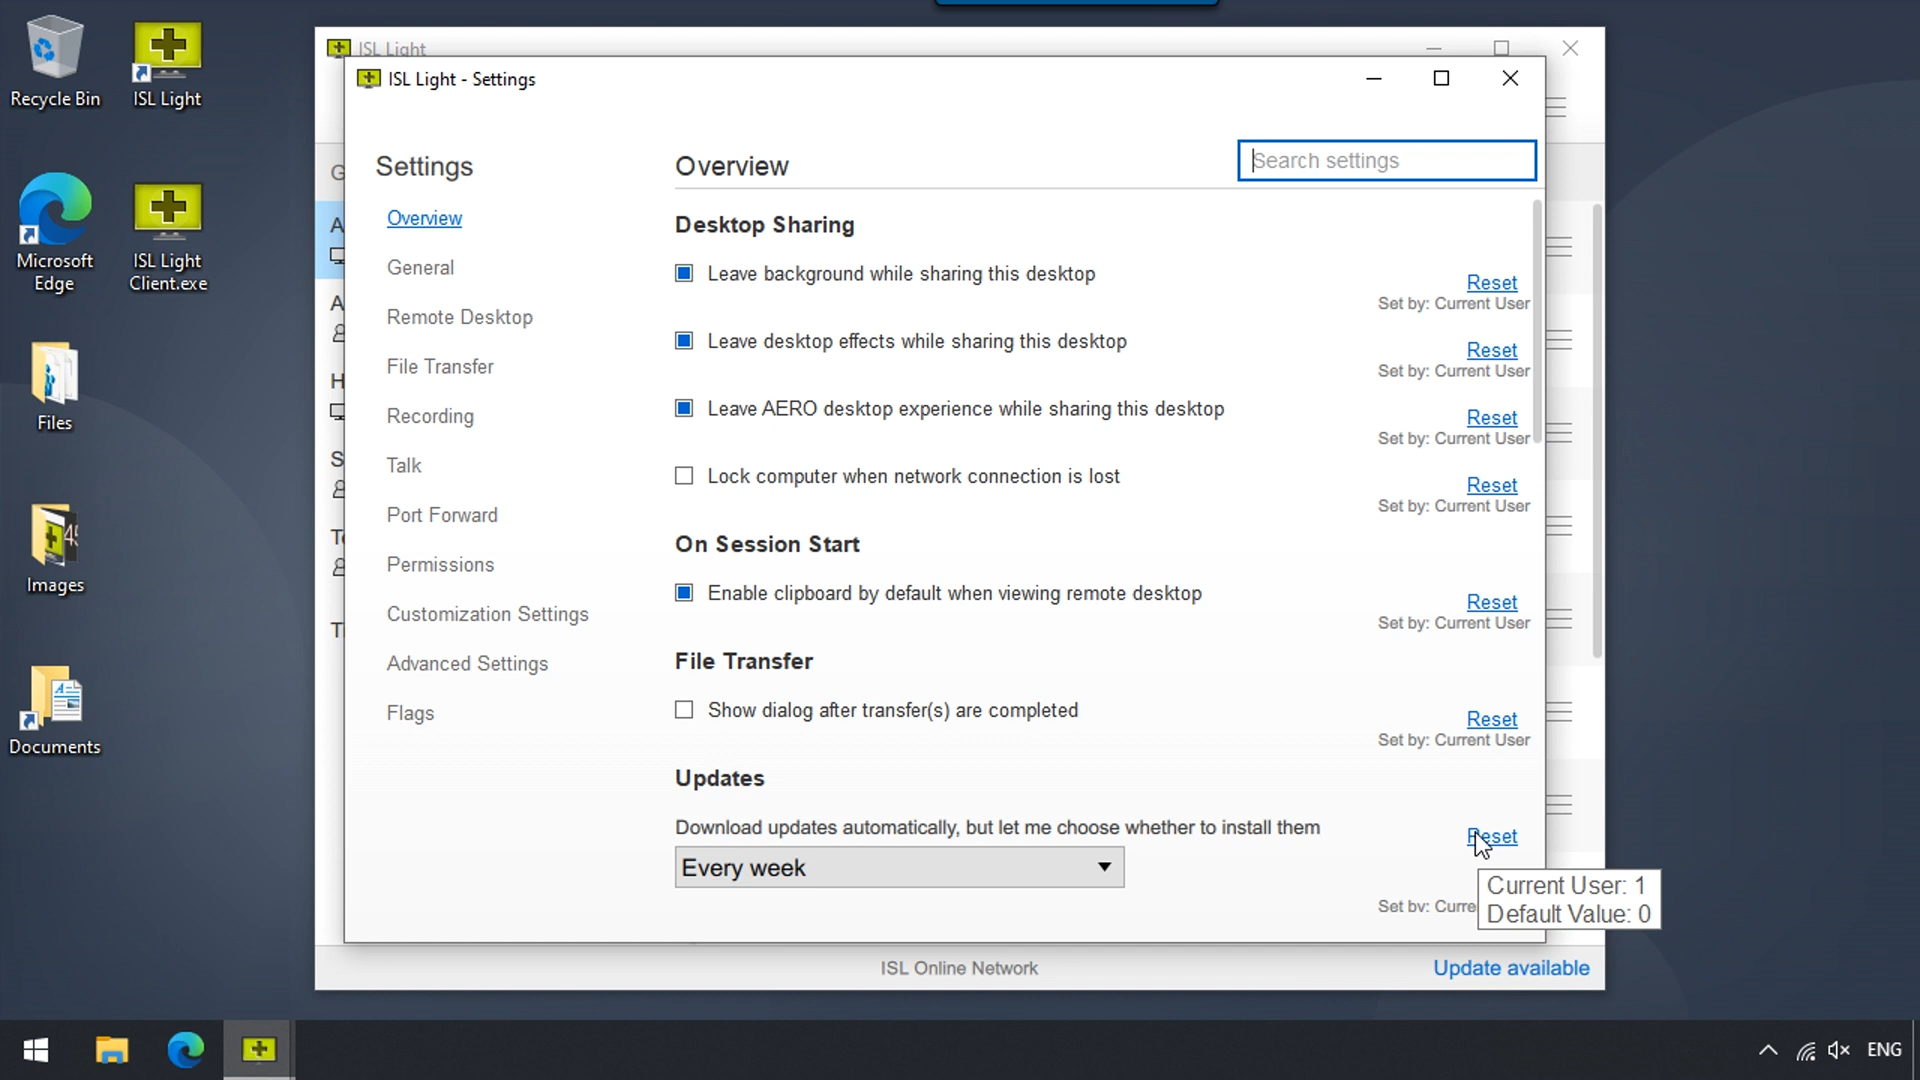 Recycle Bin
ISL Light
Microsoft
Edge
ISL Light
Client.exe
Files
Images
Documents
ISL Light
ISL Light - Settings
Settings
Overview
General
Remote Desktop
File Transfer
Recording
Talk
Port Forward
Permissions
Customization Settings
Advanced Settings
Flags
Overview
Search settings
Desktop Sharing
Leave background while sharing this desktop
Reset
Set by: Current User
Leave desktop effects while sharing this desktop
Reset
Set by: Current User
Leave AERO desktop experience while sharing this desktop
Reset
Set by: Current User
Lock computer when network connection is lost
Reset
Set by: Current User
On Session Start
Enable clipboard by default when viewing remote desktop
Reset
Set by: Current User
File Transfer
Show dialog after transfer(s) are completed
Reset
Set by: Current User
Updates
Download updates automatically, but let me choose whether to install them
Reset
Every week
Set by: Curre
Current User: 1
Default Value: 0
ISL Online Network
Update available
ENG